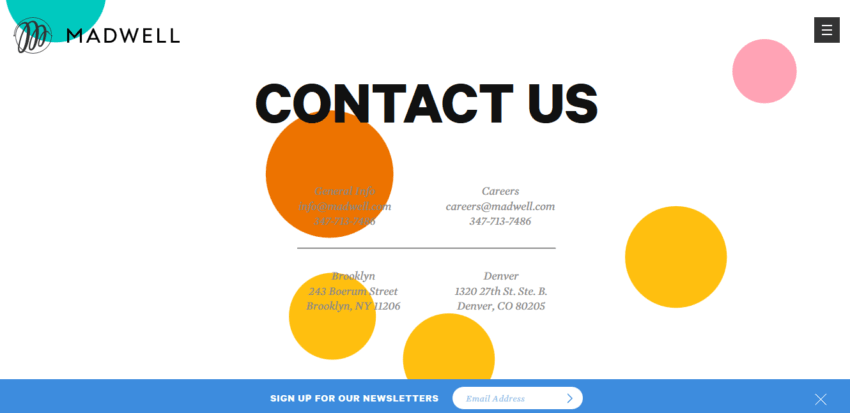 MADWELL
CONTACT US
General Info
info@madwell.com
347-713-7486
Careers
careers@madwell.com
347-713-7486
Brooklyn
243 Boerum Street
Brooklyn, NY 11206
Denver
1320 27th St. Ste. B.
Denver, CO 80205
SIGN UP FOR OUR NEWSLETTERS
Email Address